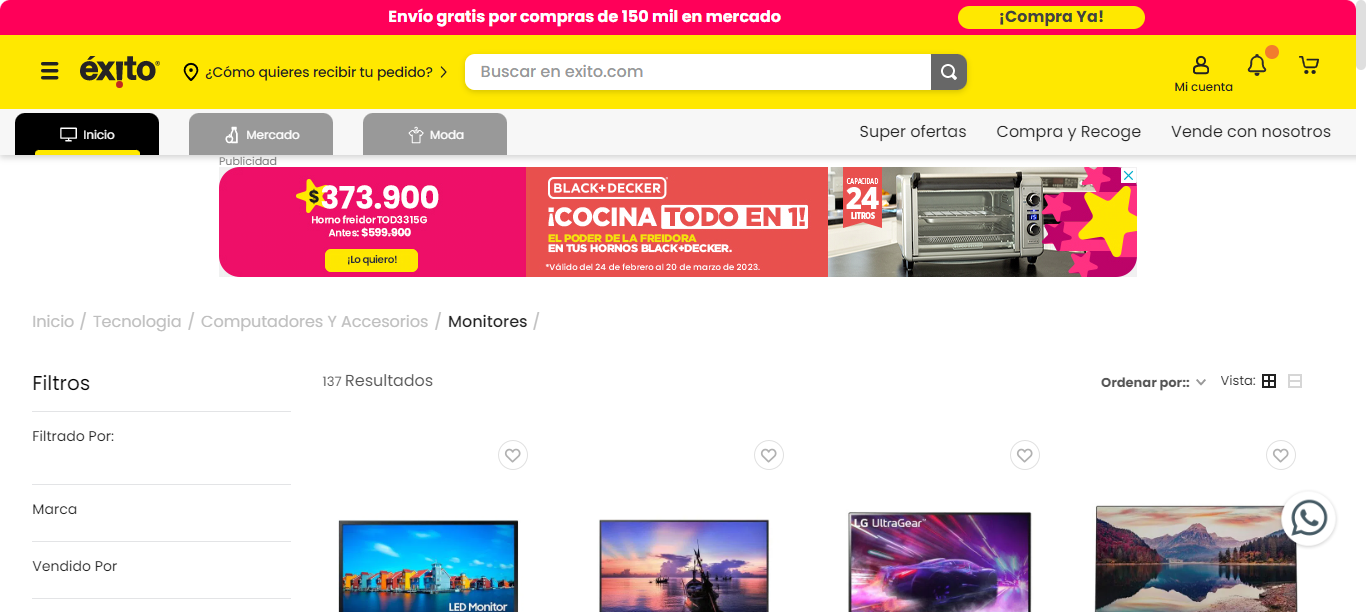 Envío gratis por compras de 150 mil en mercado
¡Compra Ya!
éxito
¿Cómo quieres recibir tu pedido?
Buscar en exito.com
Mi cuenta
Inicio
Mercado
Moda
Super ofertas
Compra y Recoge
Vende con nosotros
Publicidad
$373.900
Horno freidor TOD3315G
Antes: $599.900
¡Lo quiero!
BLACK+DECKER
¡COCINA TODO EN 1!
EL PODER DE LA FREIDORA
EN TUS HORNOS BLACK+DECKER.
*Válido del 24 de febrero al 20 de marzo de 2023.
CAPACIDAD
24
LITROS
Inicio / Tecnologia / Computadores Y Accesorios / Monitores /
Filtros
137 Resultados
Ordenar por::
Vista:
Filtrado Por:
Marca
Vendido Por
LED Monitor
LG UltraGear™